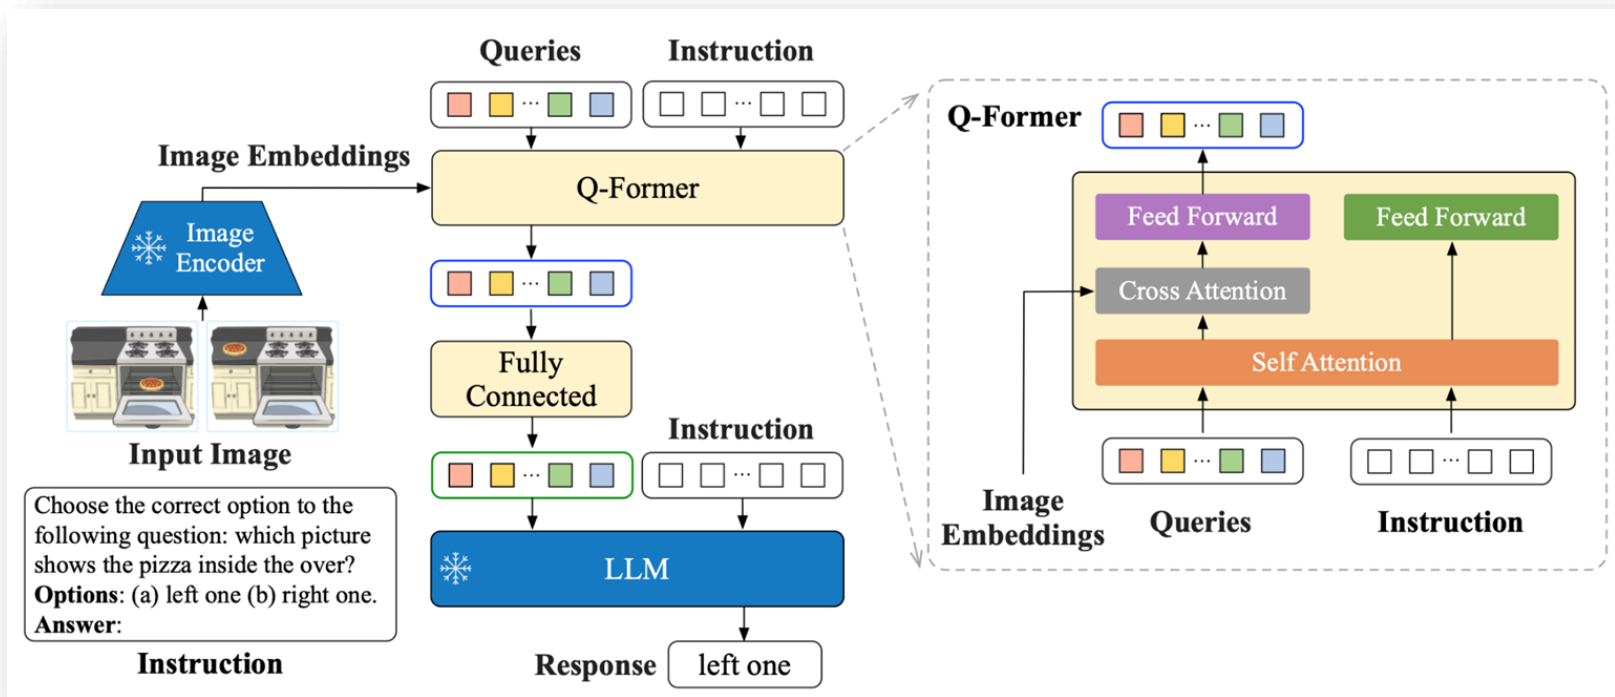 Queries
Instruction
Image Embeddings
Q-Former
Image
Encoder
Input Image
Choose the correct option to the
following question: which picture
shows the pizza inside the over?
Options: (a) left one (b) right one.
Answer:
Instruction
Fully
Connected
Instruction
LLM
Response
left one
Q-Former
Feed Forward
Feed Forward
Cross Attention
Self Attention
Image
Embeddings
Queries
Instruction